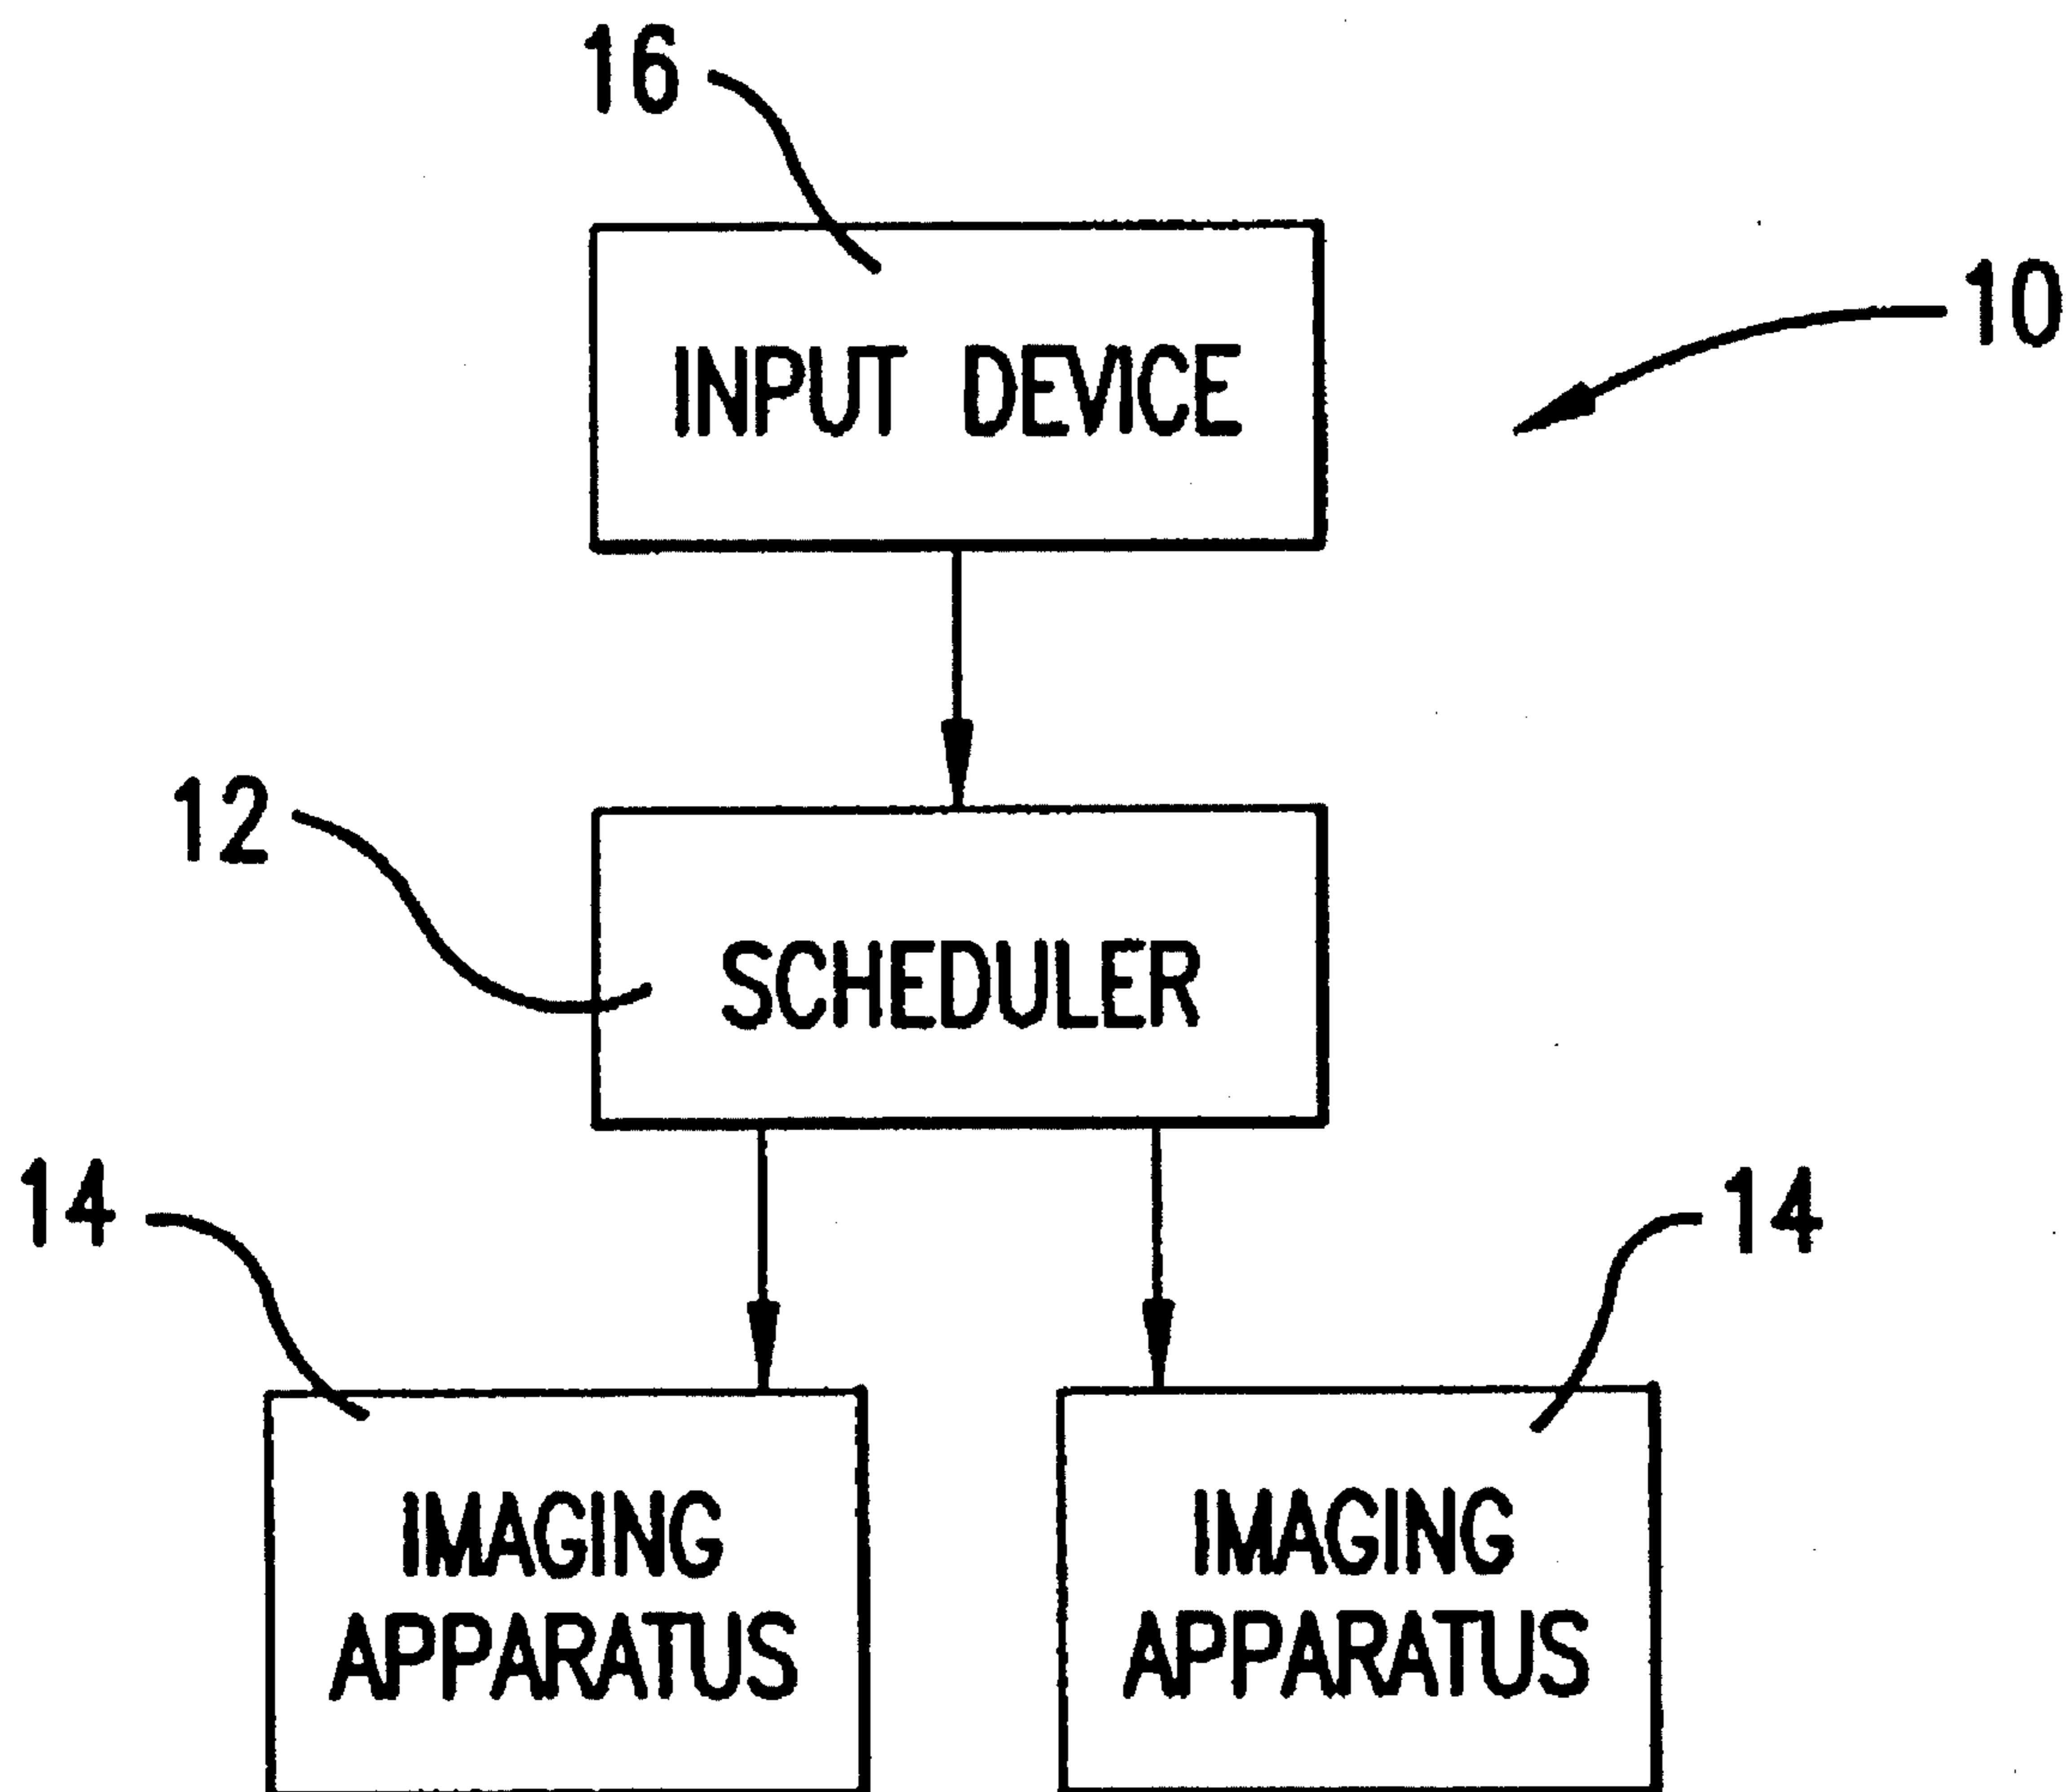 16
10
INPUT DEVICE
12
SCHEDULER
14
14
IMAGING
APPARATUS
IMAGING
APPARATUS